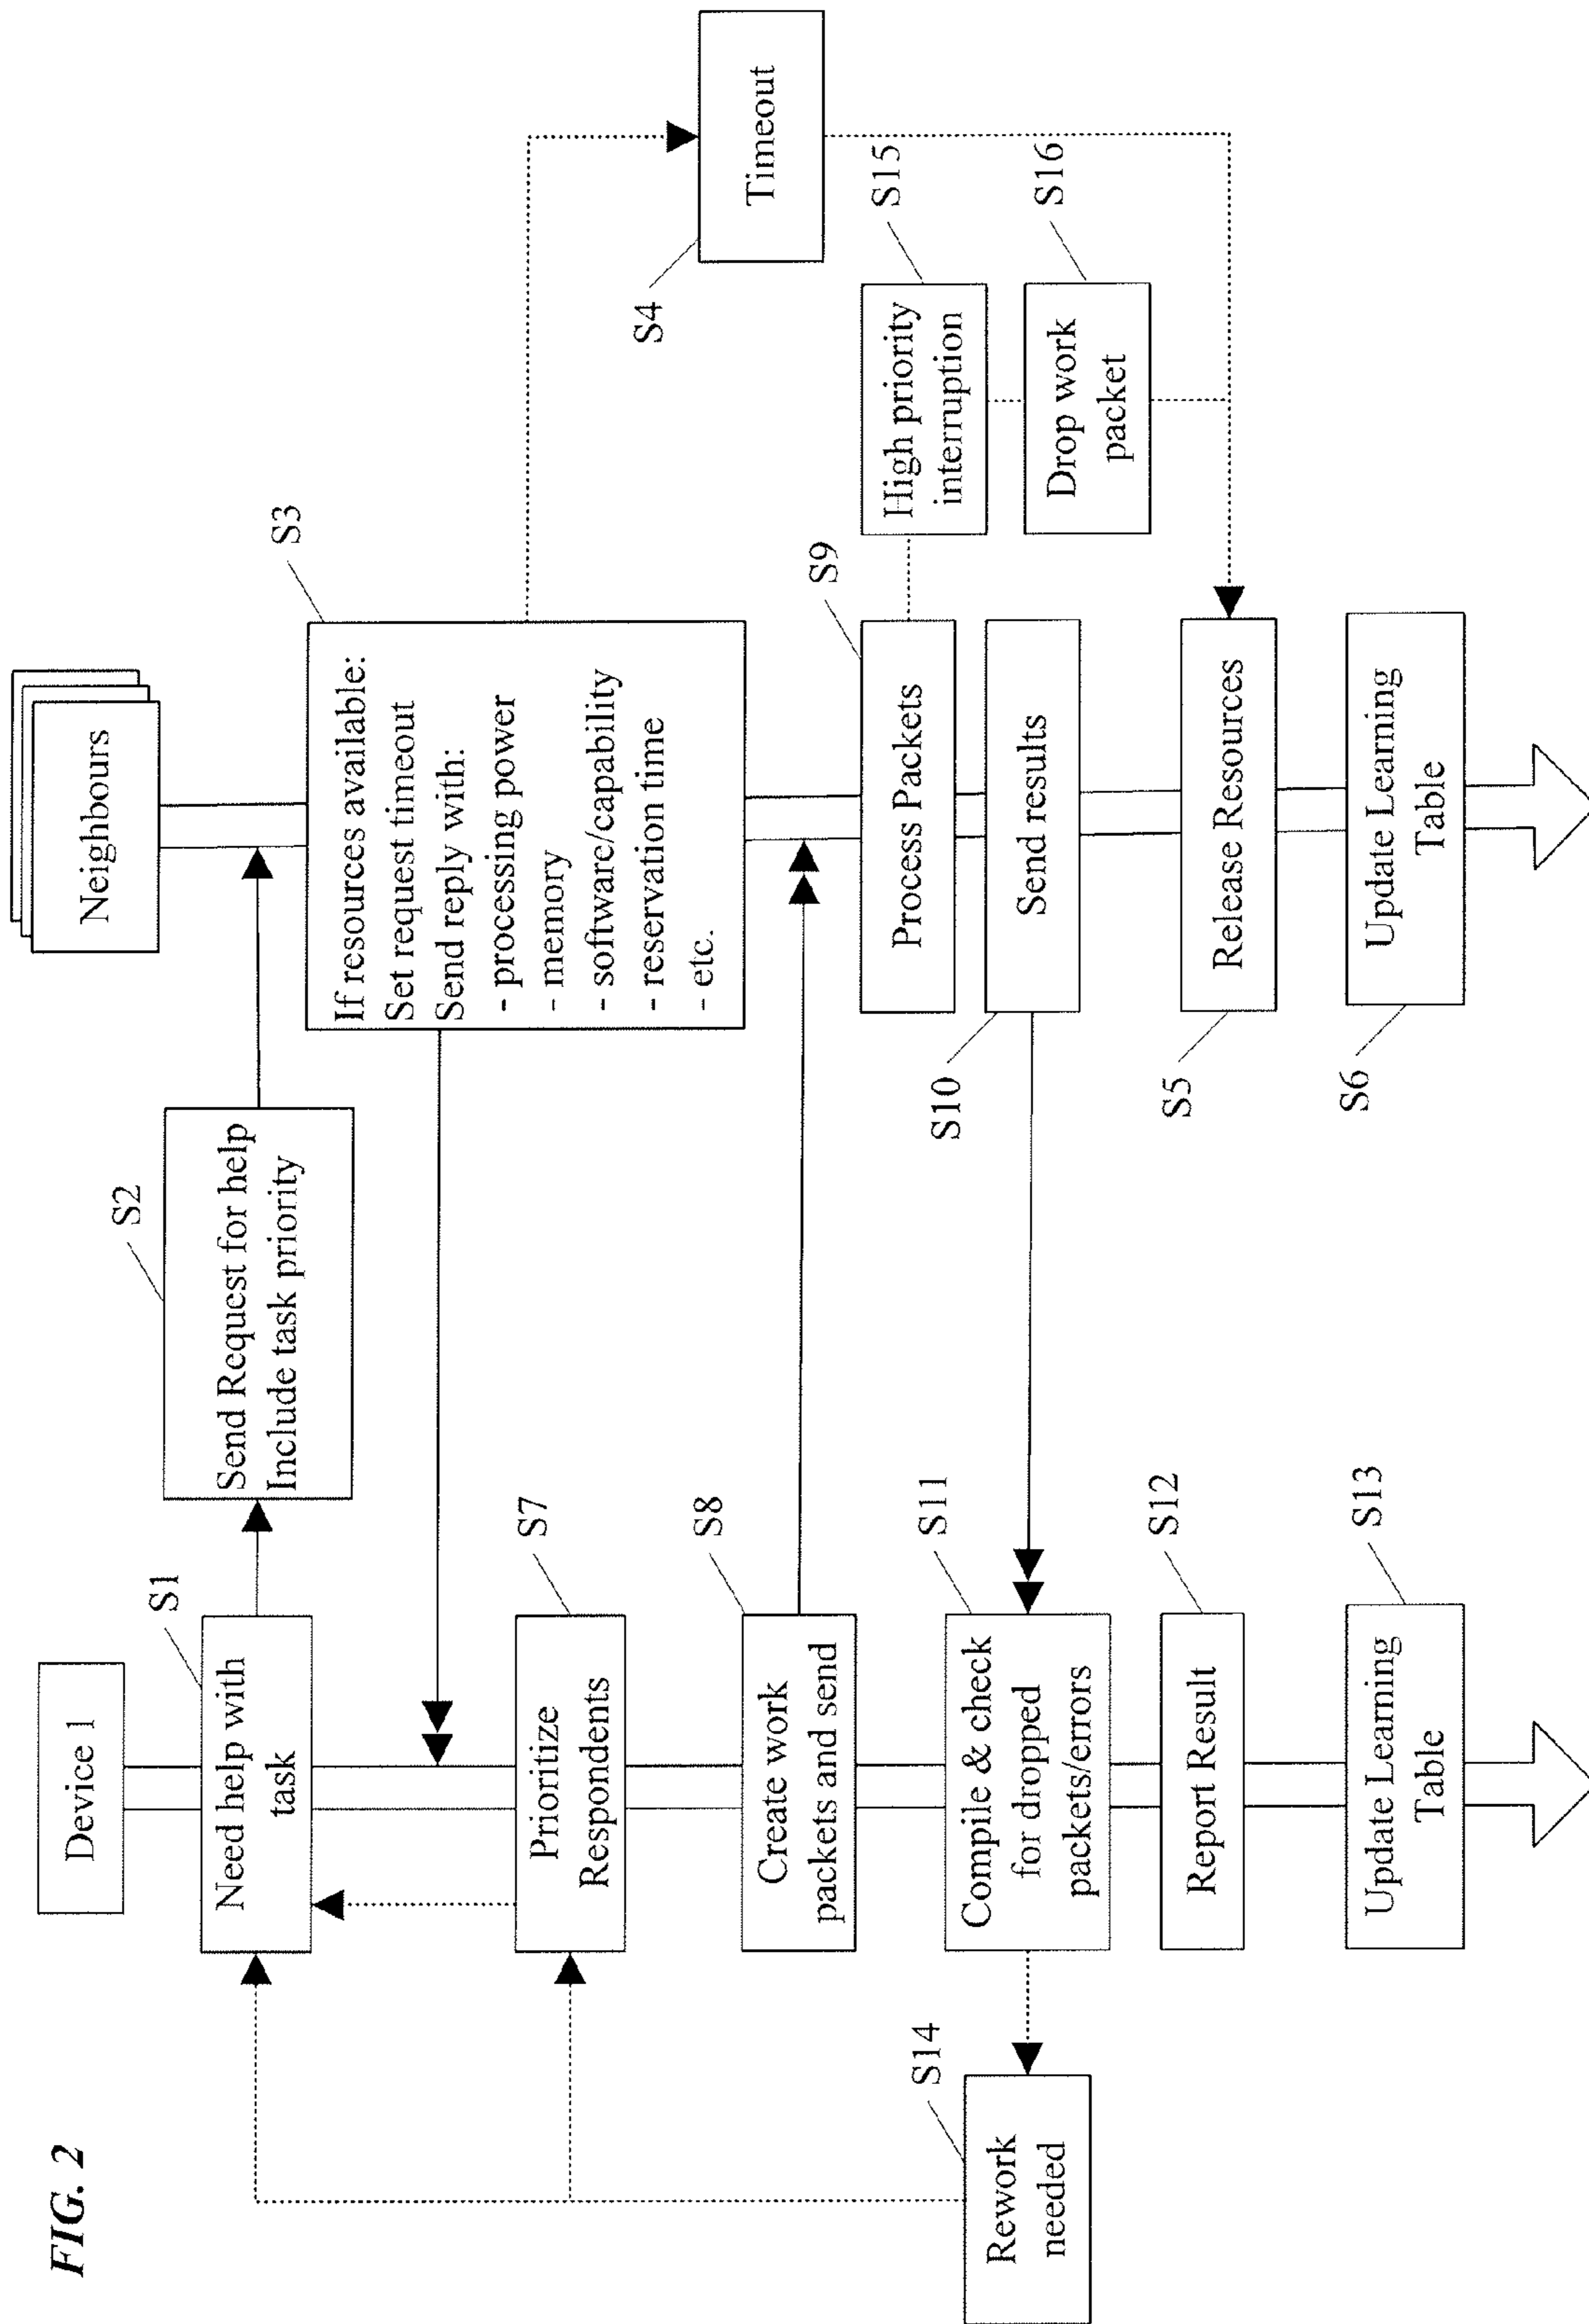 FIG. 2
Device 1
Neighbours
S1
Need help with
task
S2
Send Request for help
Include task priority
S3
If resources available:
Set request timeout
Send reply with:
- processing power
- memory
- software/capability
- reservation time
- etc.
S4
Timeout
S7
Prioritize
Respondents
S8
Create work
packets and send
S9
Process Packets
S15
High priority
interruption
S16
Drop work
packet
S10
Send results
S11
Compile & check
for dropped
packets/errors
S14
Rework
needed
S12
Report Result
S5
Release Resources
S13
Update Learning
Table
S6
Update Learning
Table